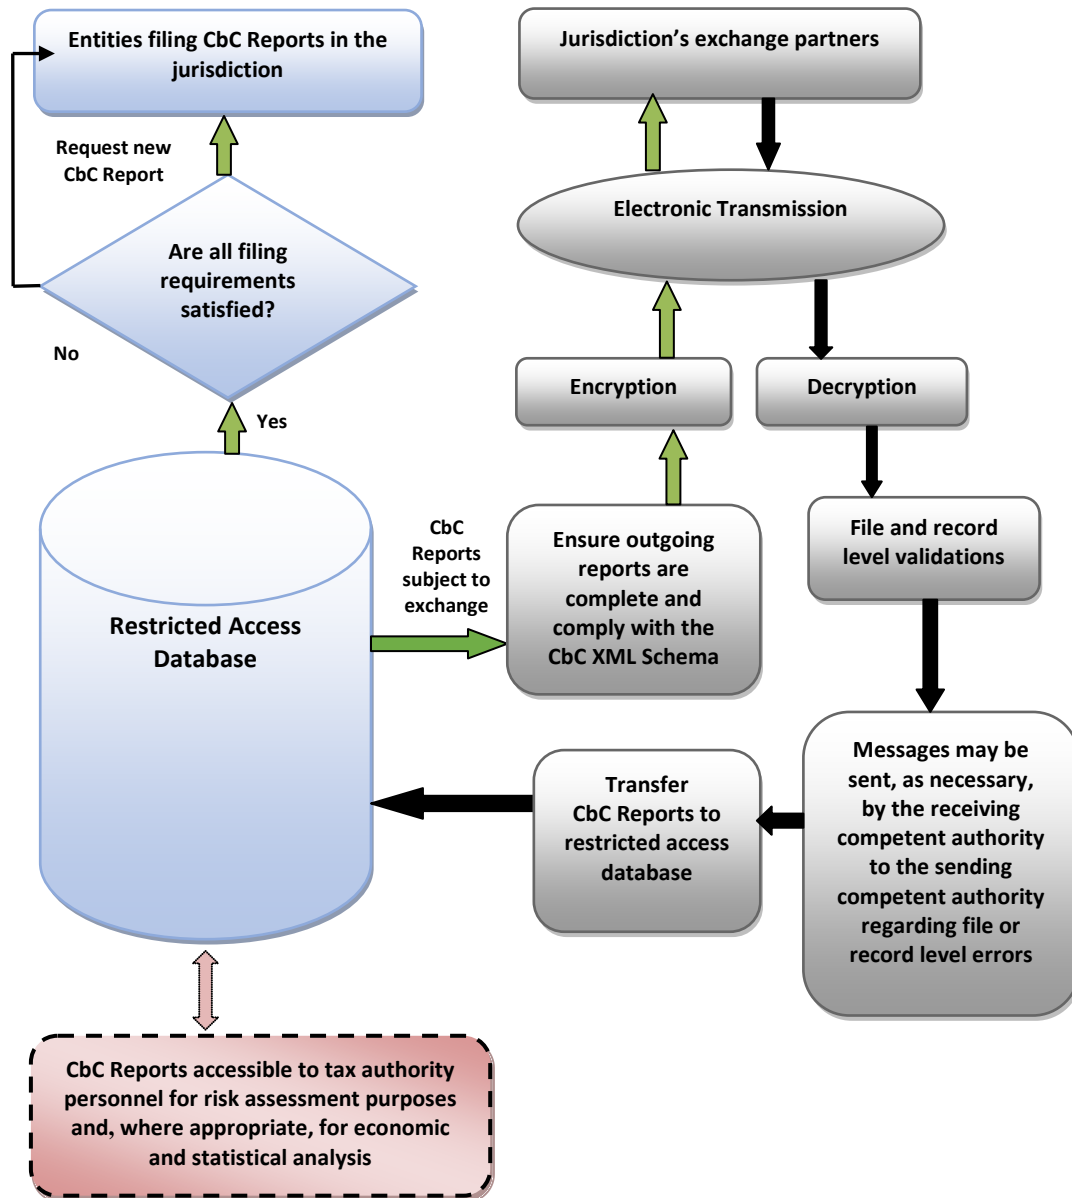 Entities filing CbC Reports in the
jurisdiction
Request new
CbC Report
Are all filing
requirements
satisfied?
No
Yes
Restricted Access
Database
CbC
Reports
subject to
exchange
CbC Reports accessible to tax authority
personnel for risk assessment purposes
and, where appropriate, for economic
and statistical analysis
Jurisdiction’s exchange partners
Electronic Transmission
Encryption
Decryption
Ensure outgoing
reports are
complete and
comply with the
CbC XML Schema
File and record
level validations
Messages may be
sent, as necessary,
by the receiving
competent authority
to the sending
competent authority
regarding file or
record level errors
Transfer
CbC Reports to
restricted access
database